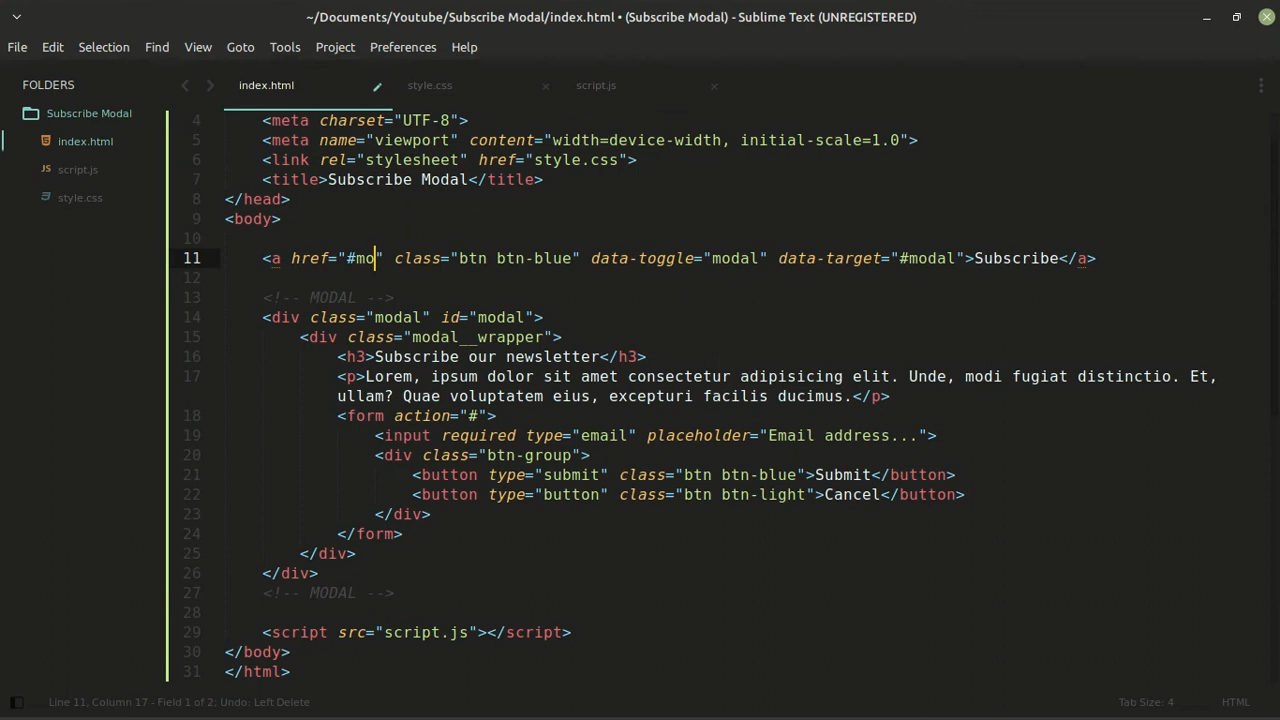 ~/Documents/Youtube/Subscribe Modal/index.html • (Subscribe Modal) - Sublime Text (UNREGISTERED)
File Edit Selection Find View Goto Tools Project Preferences Help
FOLDERS
Subscribe Modal
index.html
script.js
style.css
index.html style.css script.js
4 <meta charset="UTF-8">
5 <meta name="viewport" content="width=device-width, initial-scale=1.0">
6 <link rel="stylesheet" href="style.css">
7 <title>Subscribe Modal</title>
8 </head>
9 <body>
10
11 <a href="#mo" class="btn btn-blue" data-toggle="modal" data-target="#modal">Subscribe</a>
12
13 <!-- MODAL -->
14 <div class="modal" id="modal">
15 <div class="modal__wrapper">
16 <h3>Subscribe our newsletter</h3>
17 <p>Lorem, ipsum dolor sit amet consectetur adipisicing elit. Unde, modi fugiat distinctio. Et,
ullam? Quae voluptatem eius, excepturi facilis ducimus.</p>
18 <form action="#">
19 <input required type="email" placeholder="Email address...">
20 <div class="btn-group">
21 <button type="submit" class="btn btn-blue">Submit</button>
22 <button type="button" class="btn btn-light">Cancel</button>
23 </div>
24 </form>
25 </div>
26 </div>
27 <!-- MODAL -->
28
29 <script src="script.js"></script>
30 </body>
31 </html>
Line 11, Column 17 - Field 1 of 2; Undo: Left Delete
Tab Size: 4 HTML